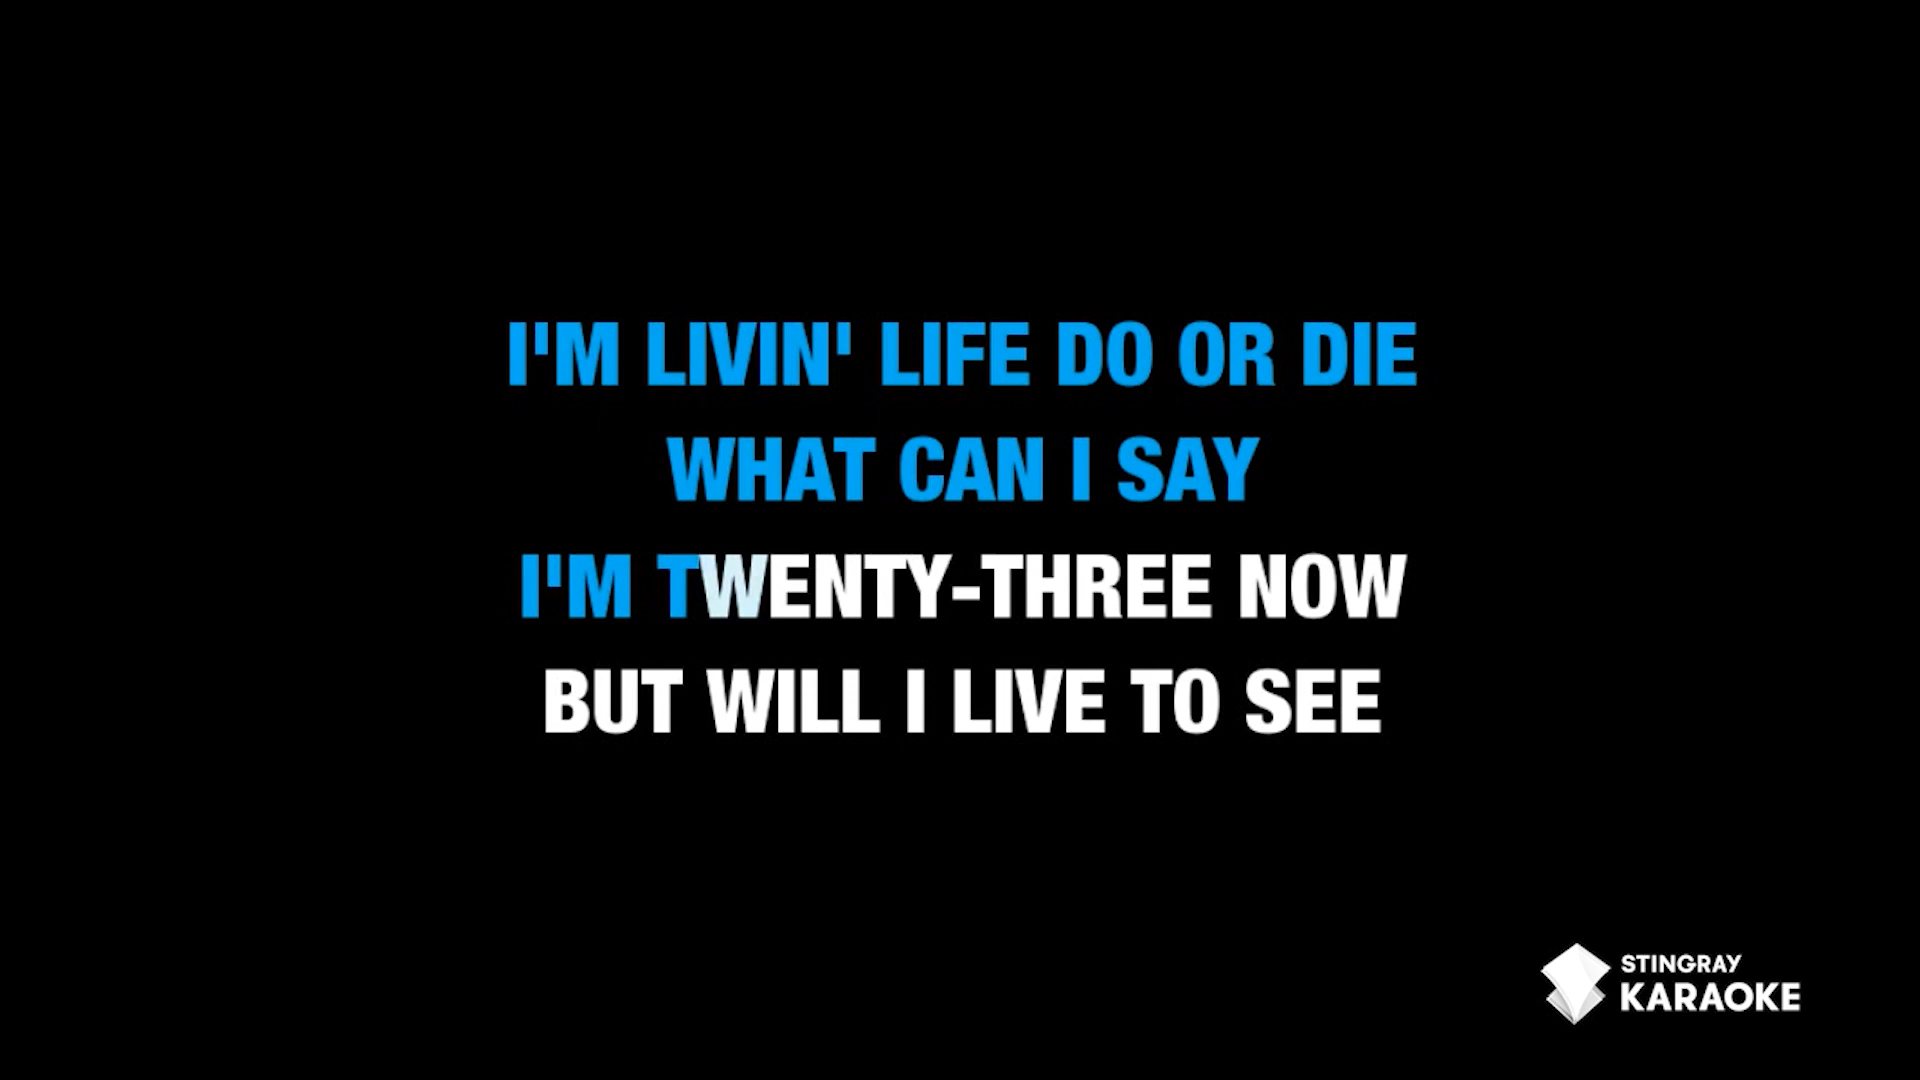 I'M LIVIN' LIFE DO OR DIE
WHAT CAN I SAY
I'M TWENTY-THREE NOW
BUT WILL I LIVE TO SEE
STINGRAY
KARAOKE